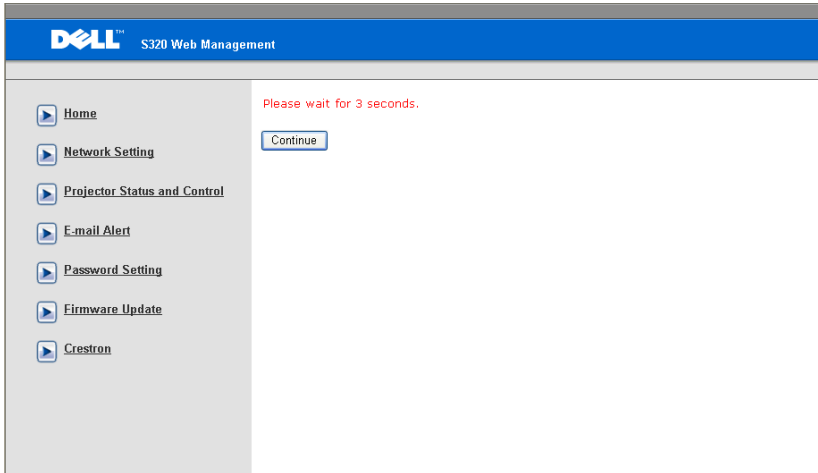 DELL™ S320 Web Management
Please wait for 3 seconds.
Continue
Home
Network Setting
Projector Status and Control
E-mail Alert
Password Setting
Firmware Update
Crestron